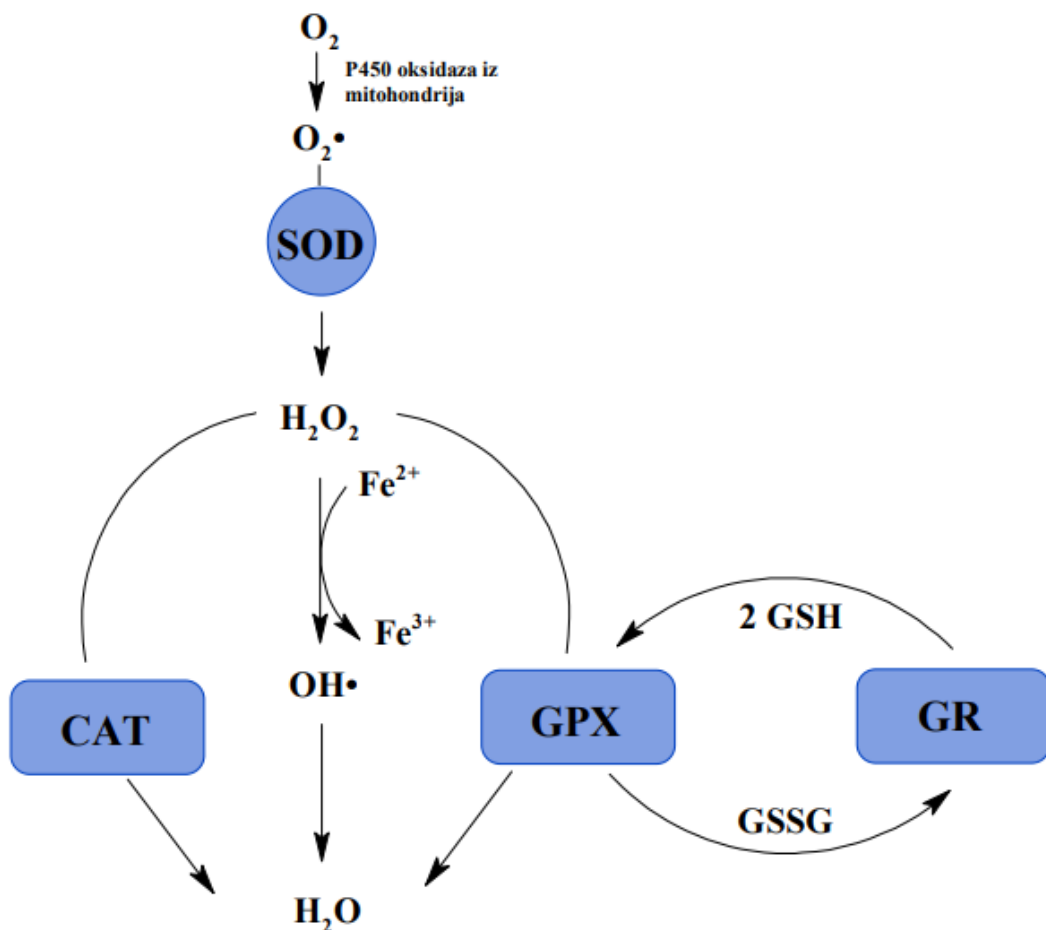 O₂
P450 oksidaza iz
mitohondrija
O₂•
SOD
H₂O₂
Fe²⁺
Fe³⁺
2 GSH
OH•
CAT
GPX
GR
GSSG
H₂O